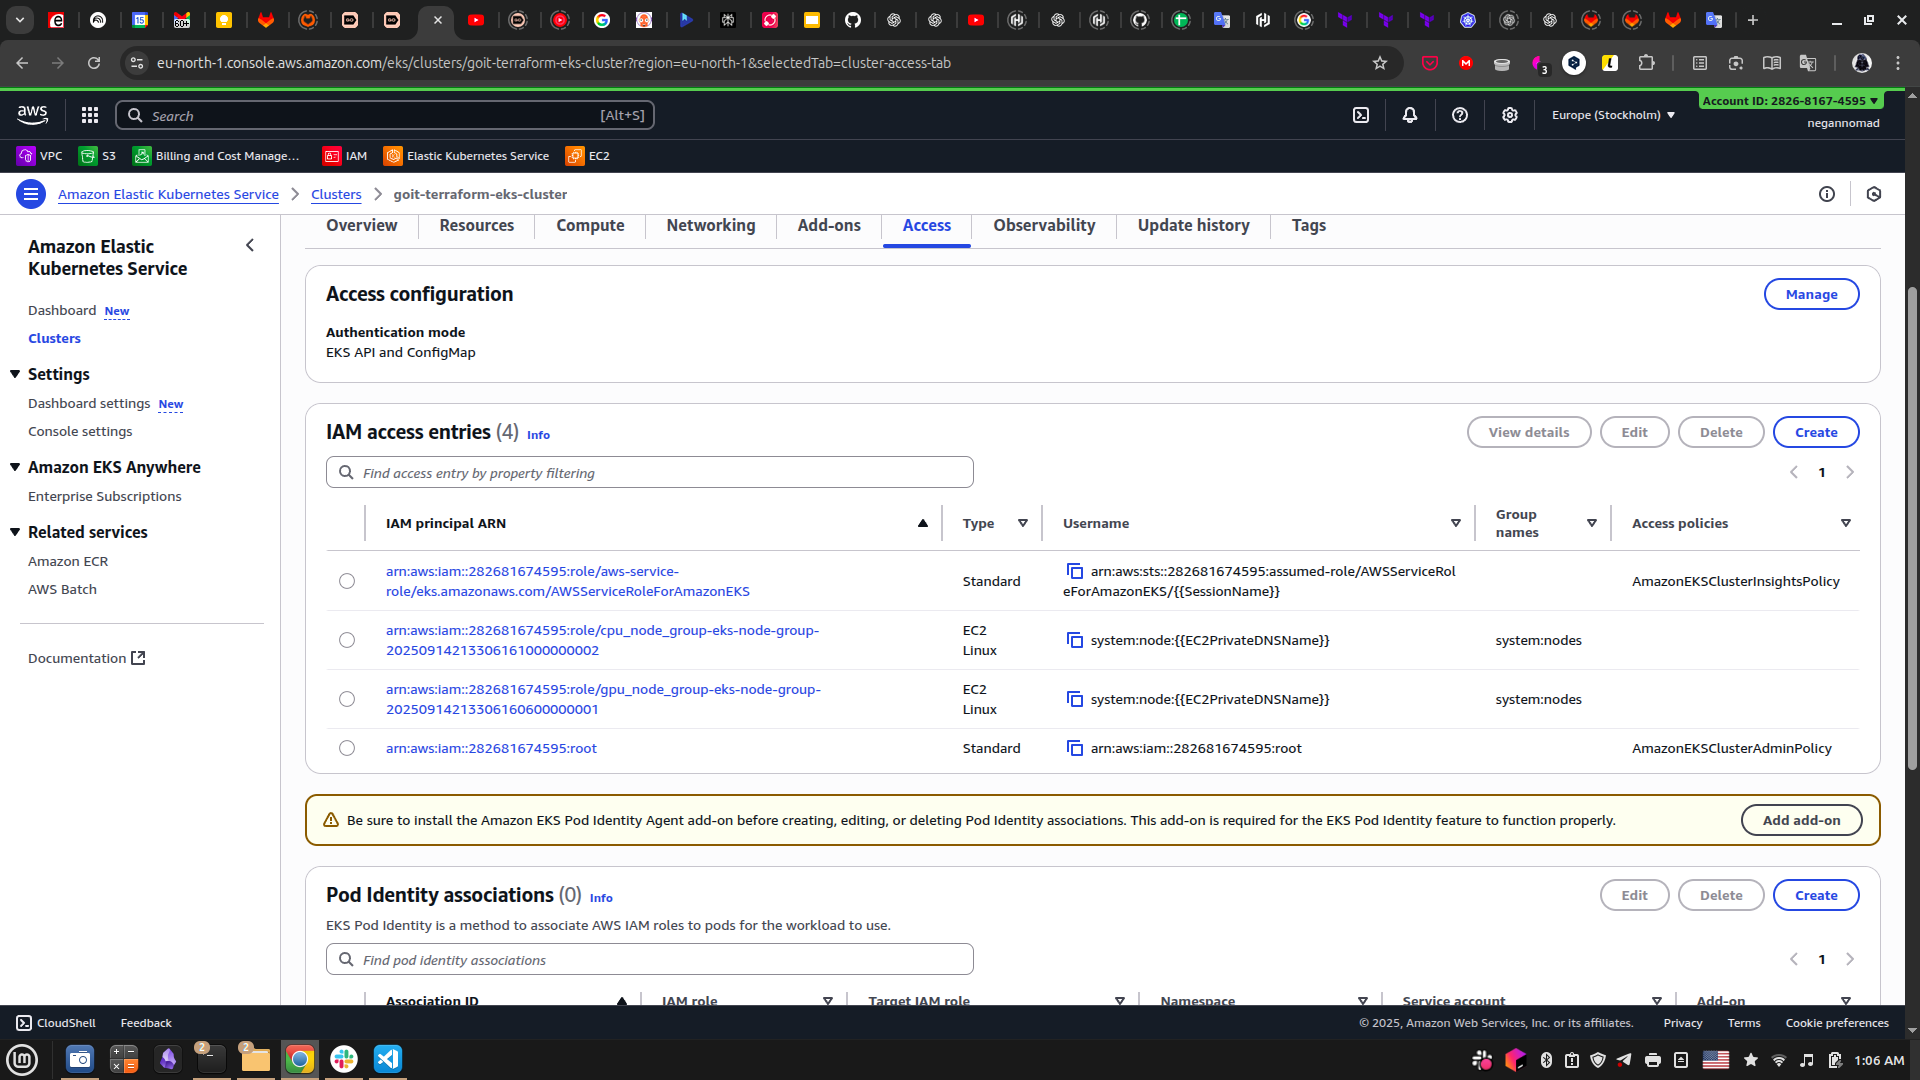 eu-north-1.console.aws.amazon.com/eks/clusters/goit-terraform-eks-cluster?region=eu-north-1&selectedTab=cluster-access-tab
aws
Search
[Alt+S]
Europe (Stockholm) ▼
Account ID: 2826-8167-4595 ▼
negannomad
VPC
S3
Billing and Cost Manage...
IAM
Elastic Kubernetes Service
EC2
Amazon Elastic Kubernetes Service
Clusters
goit-terraform-eks-cluster
Amazon Elastic
Kubernetes Service
Dashboard New
Clusters
Settings
Dashboard settings New
Console settings
Amazon EKS Anywhere
Enterprise Subscriptions
Related services
Amazon ECR
AWS Batch
Documentation
Overview
Resources
Compute
Networking
Add-ons
Access
Observability
Update history
Tags
Access configuration
Manage
Authentication mode
EKS API and ConfigMap
IAM access entries (4) Info
View details
Edit
Delete
Create
Find access entry by property filtering
1
IAM principal ARN
Type
Username
Group
names
Access policies
arn:aws:iam::282681674595:role/aws-service-
role/eks.amazonaws.com/AWSServiceRoleForAmazonEKS
Standard
arn:aws:sts::282681674595:assumed-role/AWSServiceRol
eForAmazonEKS/{{SessionName}}
AmazonEKSClusterInsightsPolicy
arn:aws:iam::282681674595:role/cpu_node_group-eks-node-group-
20250914213306161000000002
EC2
Linux
system:node:{{EC2PrivateDNSName}}
system:nodes
arn:aws:iam::282681674595:role/gpu_node_group-eks-node-group-
20250914213306160600000001
EC2
Linux
system:node:{{EC2PrivateDNSName}}
system:nodes
arn:aws:iam::282681674595:root
Standard
arn:aws:iam::282681674595:root
AmazonEKSClusterAdminPolicy
Be sure to install the Amazon EKS Pod Identity Agent add-on before creating, editing, or deleting Pod Identity associations. This add-on is required for the EKS Pod Identity feature to function properly.
Add add-on
Pod Identity associations (0) Info
Edit
Delete
Create
EKS Pod Identity is a method to associate AWS IAM roles to pods for the workload to use.
Find pod identity associations
1
Association ID
IAM role
Target IAM role
Namespace
Service account
Add-on
CloudShell
Feedback
© 2025, Amazon Web Services, Inc. or its affiliates.
Privacy
Terms
Cookie preferences
2
2
1:06 AM